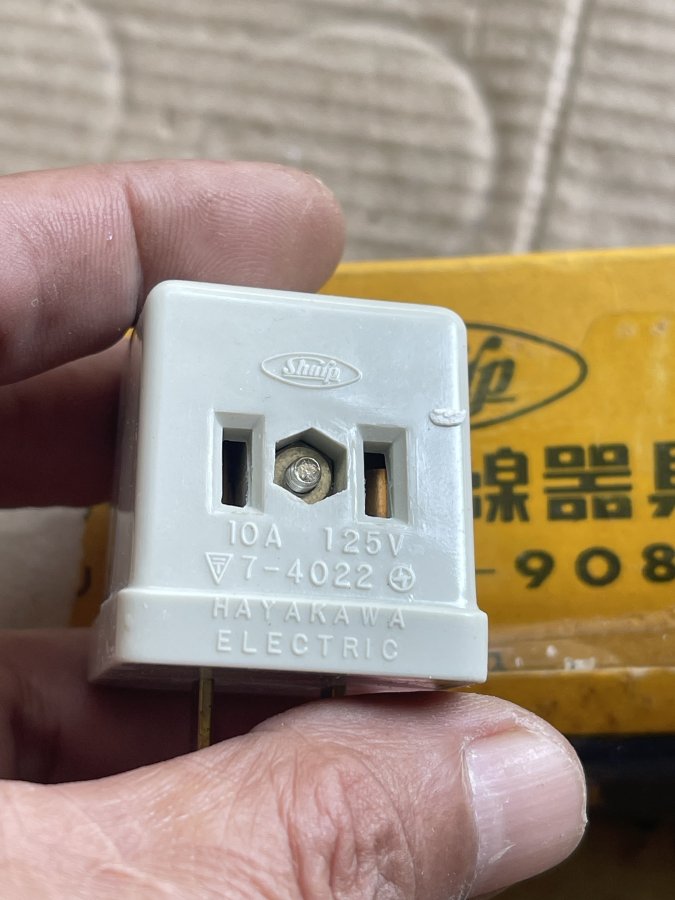 Sharp
10A 125V
T 7-4022
HAYAKAWA
ELECTRIC
線器具
-908